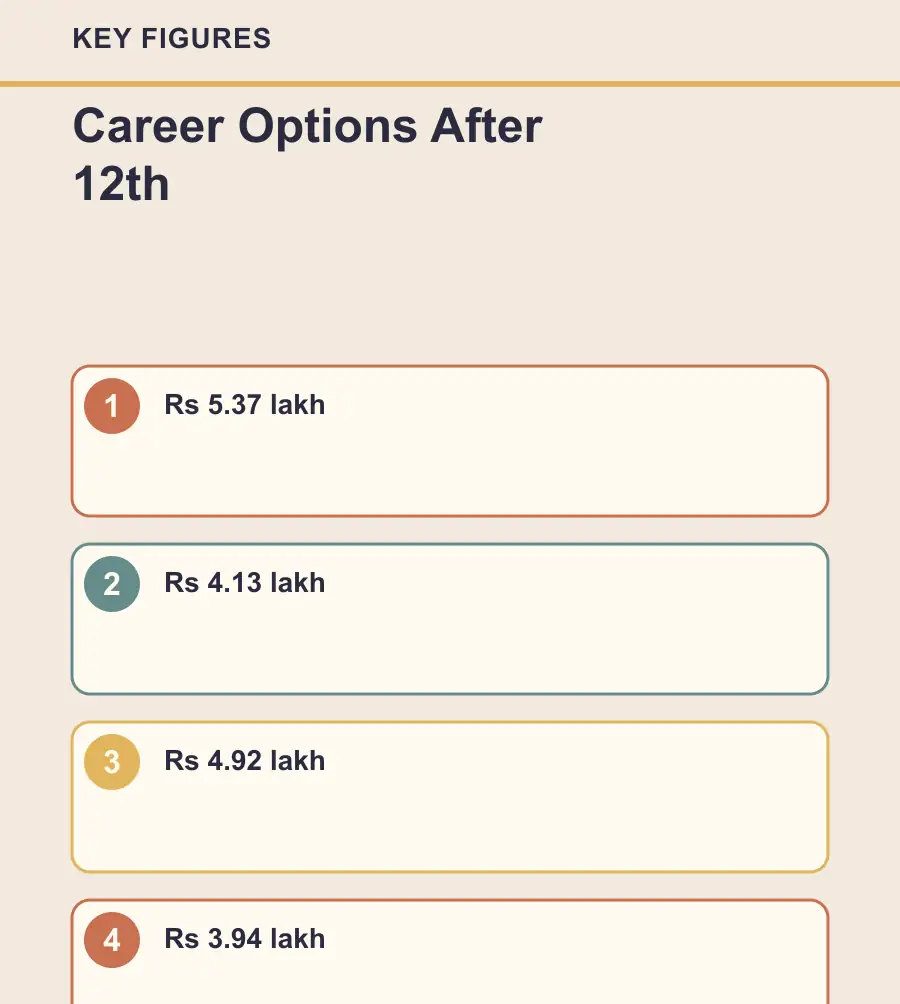 KEY FIGURES
Career Options After
12th
1 Rs 5.37 lakh
2 Rs 4.13 lakh
3 Rs 4.92 lakh
4 Rs 3.94 lakh